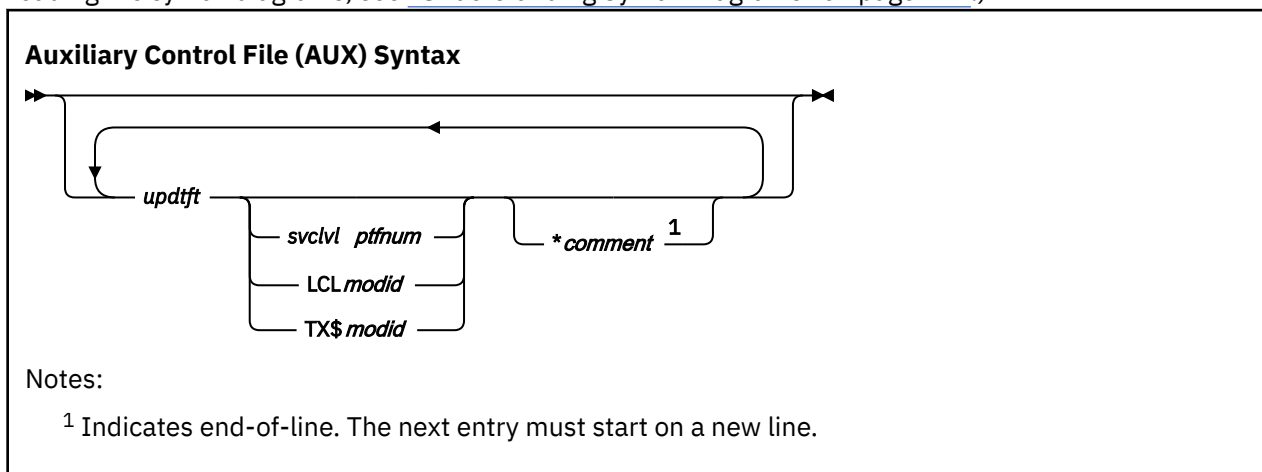 Auxiliary Control File (AUX) Syntax
updtft
svclvl ptfnum
LCLmodid
TX$modid
*comment 1
Notes:
1 Indicates end-of-line. The next entry must start on a new line.